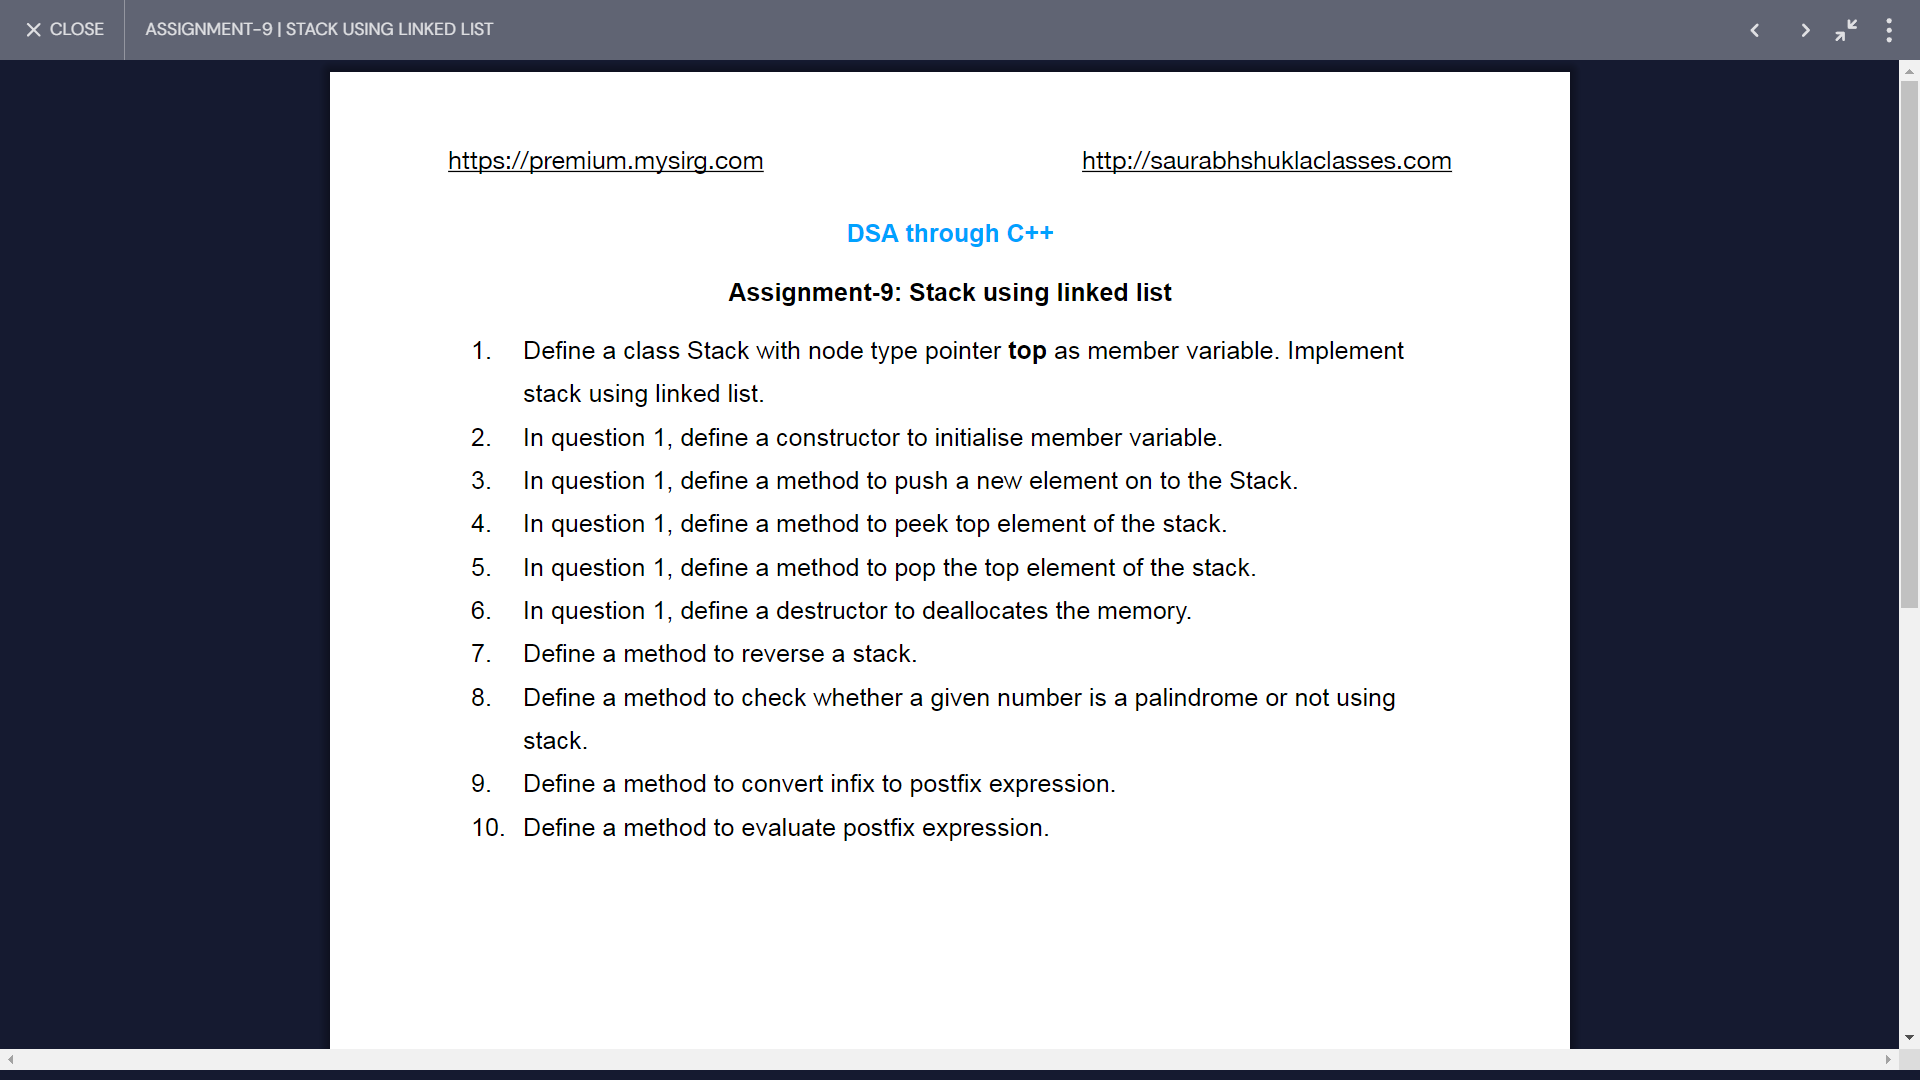 CLOSE
ASSIGNMENT-9 | STACK USING LINKED LIST
https://premium.mysirg.com
http://saurabhshuklaclasses.com
DSA through C++
Assignment-9: Stack using linked list
1. Define a class Stack with node type pointer top as member variable. Implement
stack using linked list.
2. In question 1, define a constructor to initialise member variable.
3. In question 1, define a method to push a new element on to the Stack.
4. In question 1, define a method to peek top element of the stack.
5. In question 1, define a method to pop the top element of the stack.
6. In question 1, define a destructor to deallocates the memory.
7. Define a method to reverse a stack.
8. Define a method to check whether a given number is a palindrome or not using
stack.
9. Define a method to convert infix to postfix expression.
10. Define a method to evaluate postfix expression.